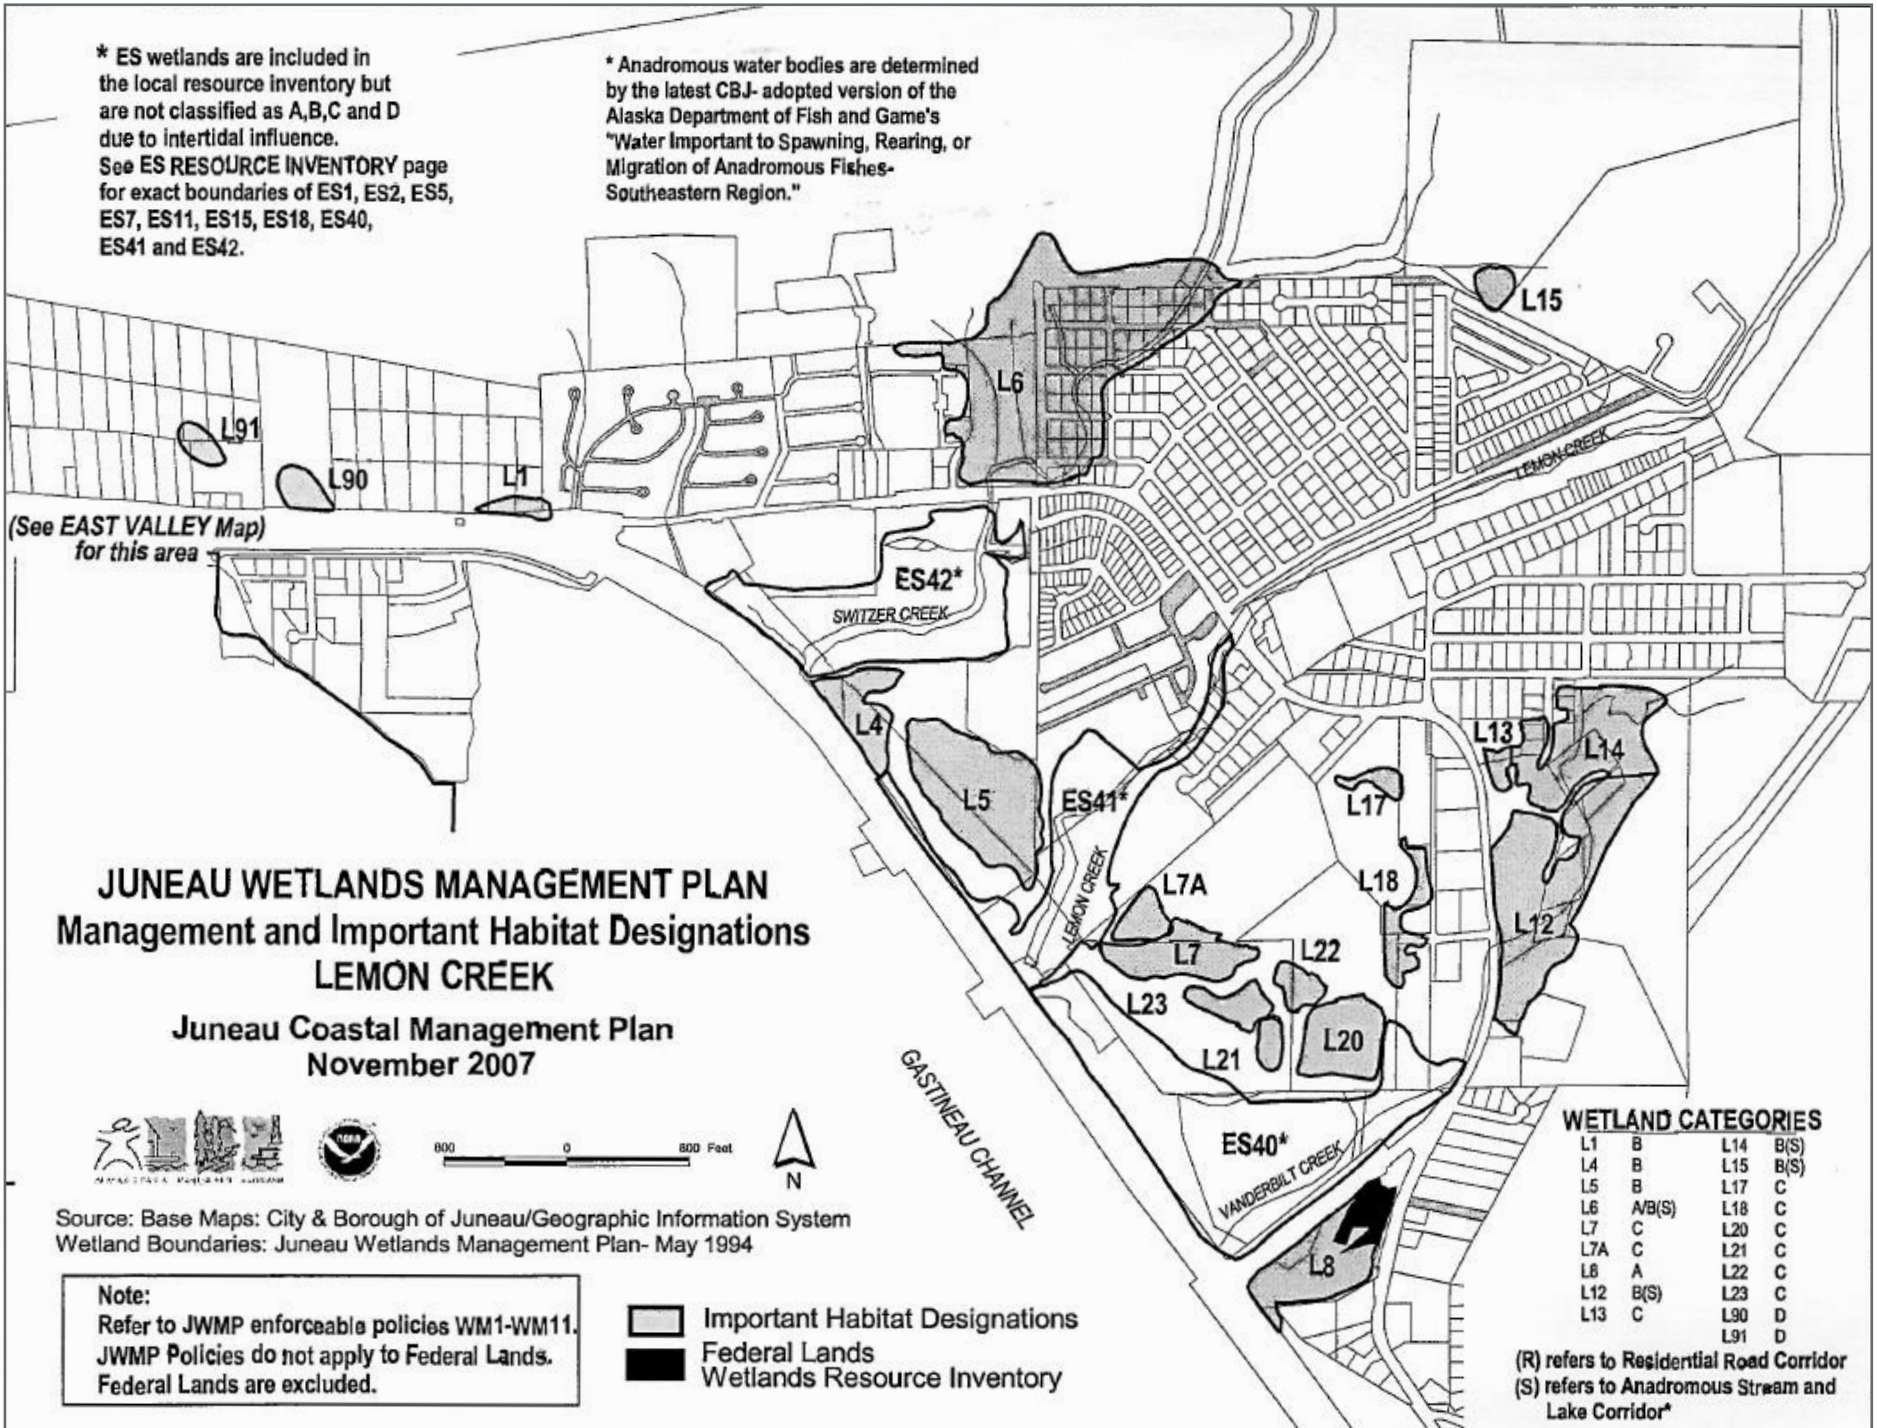 * ES wetlands are included in
the local resource inventory but
are not classified as A,B,C and D
due to intertidal influence.
See ES RESOURCE INVENTORY page
for exact boundaries of ES1, ES2, ES5,
ES7, ES11, ES15, ES18, ES40,
ES41 and ES42.
* Anadromous water bodies are determined
by the latest CBJ- adopted version of the
Alaska Department of Fish and Game's
"Water Important to Spawning, Rearing, or
Migration of Anadromous Fishes-
Southeastern Region."
L15
L6
L91
L90
L1
LEMON CREEK
(See EAST VALLEY Map)
for this area
ES42*
SWITZER CREEK
L4
L5
ES41*
L13
L14
L17
L18
L12
L7A
LEMON CREEK
L7
L22
L23
L20
L21
GASTINEAU CHANNEL
ES40*
VANDERBILT CREEK
L8
JUNEAU WETLANDS MANAGEMENT PLAN
Management and Important Habitat Designations
LEMON CREEK
Juneau Coastal Management Plan
November 2007
NOAA
800 0 800 Feet
N
Source: Base Maps: City & Borough of Juneau/Geographic Information System
Wetland Boundaries: Juneau Wetlands Management Plan- May 1994
Note:
Refer to JWMP enforceable policies WM1-WM11.
JWMP Policies do not apply to Federal Lands.
Federal Lands are excluded.
Important Habitat Designations
Federal Lands
Wetlands Resource Inventory
WETLAND CATEGORIES
L1 B L14 B(S)
L4 B L15 B(S)
L5 B L17 C
L6 A/B(S) L18 C
L7 C L20 C
L7A C L21 C
L8 A L22 C
L12 B(S) L23 C
L13 C L90 D
L91 D
(R) refers to Residential Road Corridor
(S) refers to Anadromous Stream and
Lake Corridor*